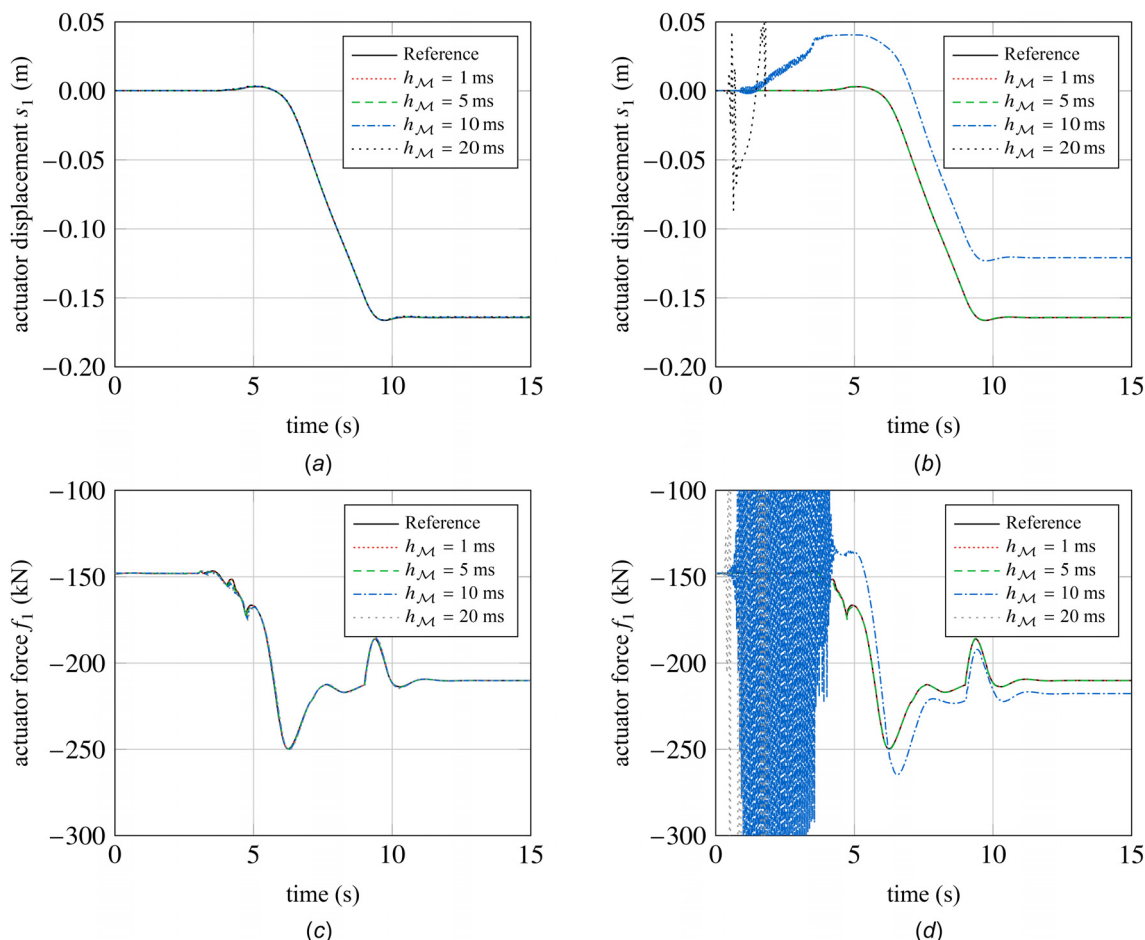 0.05
0.00
−0.05
−0.10
−0.15
−0.20
actuator displacement s₁ (m)
Reference
hℳ = 1 ms
hℳ = 5 ms
hℳ = 10 ms
hℳ = 20 ms
0 5 10 15
time (s)
(a)
0.05
0.00
−0.05
−0.10
−0.15
−0.20
actuator displacement s₁ (m)
Reference
hℳ = 1 ms
hℳ = 5 ms
hℳ = 10 ms
hℳ = 20 ms
0 5 10 15
time (s)
(b)
−100
−150
−200
−250
−300
actuator force f₁ (kN)
Reference
hℳ = 1 ms
hℳ = 5 ms
hℳ = 10 ms
hℳ = 20 ms
0 5 10 15
time (s)
(c)
−100
−150
−200
−250
−300
actuator force f₁ (kN)
Reference
hℳ = 1 ms
hℳ = 5 ms
hℳ = 10 ms
hℳ = 20 ms
0 5 10 15
time (s)
(d)